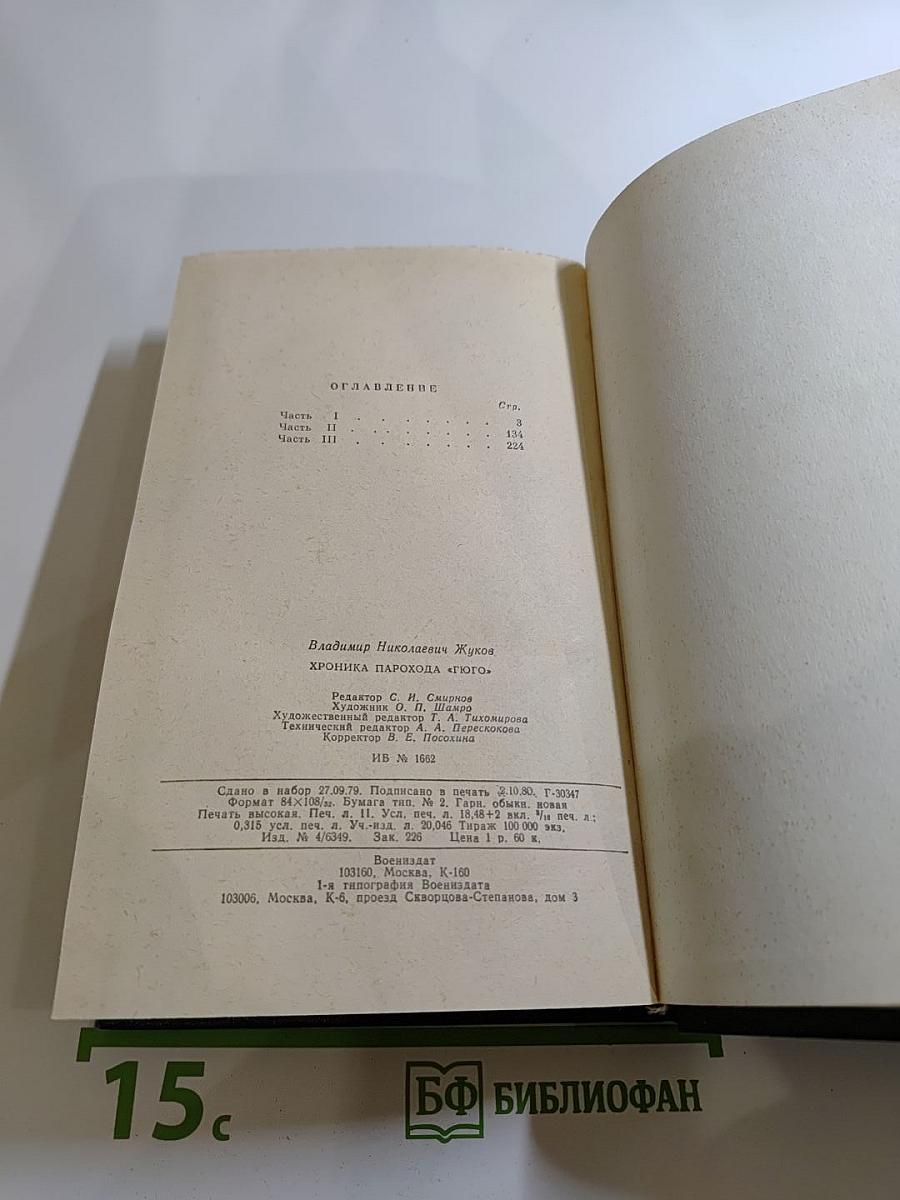 ОГЛАВЛЕНИЕ
Стр.
Часть I . . . . . . . 3
Часть II . . . . . . . 134
Часть III . . . . . . 224
Владимир Николаевич Жуков
ХРОНИКА ПАРОХОДА «ГЮГО»
Редактор С. И. Смирнов
Художник О. П. Шамро
Художественный редактор Т. А. Тихомирова
Технический редактор А. А. Перескокова
Корректор В. Е. Посохина
ИБ № 1662
Сдано в набор 27.09.79. Подписано в печать 2.10.80. Г-30347
Формат 84×108/32. Бумага тип. № 2. Гарн. обыкн. новая
Печать высокая. Печ. л. 11. Усл. печ. л. 18,48+2 вкл. 3/16 печ. л.;
0,315 усл. печ. л. Уч.-изд. л. 20,046 Тираж 100 000 экз.
Изд. № 4/6349. Зак. 226 Цена 1 р. 60 к.
Воениздат
103160, Москва, К-160
1-я типография Воениздата
103006, Москва, К-6, проезд Скворцова-Степанова, дом 3
15 с
БФ БИБЛИОФАН